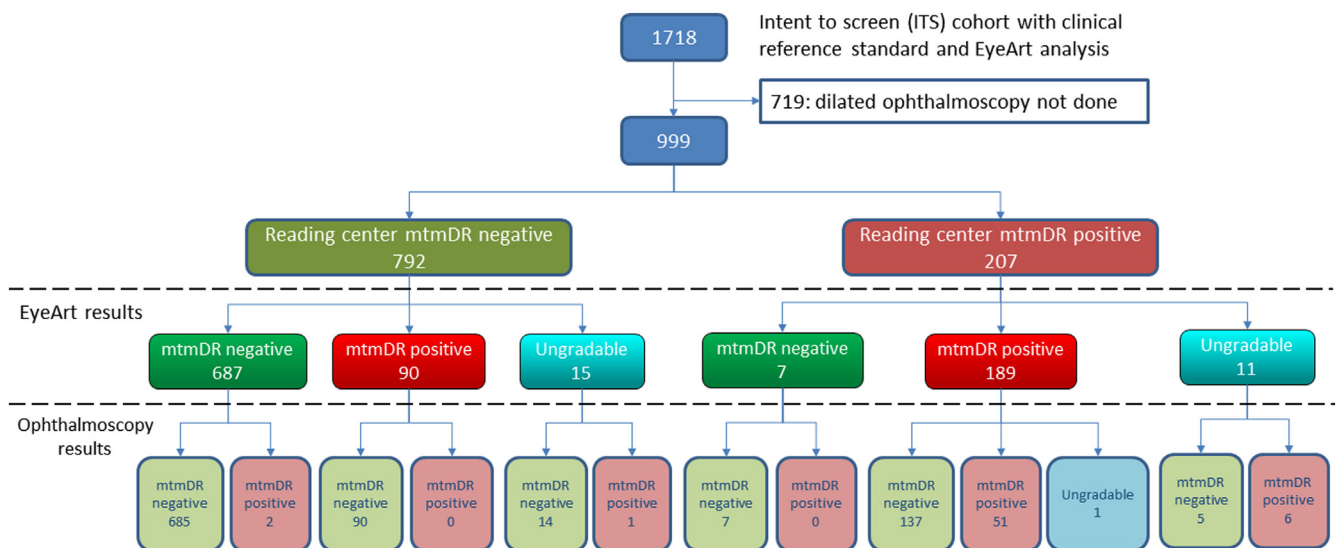 1718
Intent to screen (ITS) cohort with clinical
reference standard and EyeArt analysis
719: dilated ophthalmoscopy not done
999
Reading center mtmDR negative
792
Reading center mtmDR positive
207
EyeArt results
mtmDR negative
687
mtmDR positive
90
Ungradable
15
mtmDR negative
7
mtmDR positive
189
Ungradable
11
Ophthalmoscopy
results
mtmDR
negative
685
mtmDR
positive
2
mtmDR
negative
90
mtmDR
positive
0
mtmDR
negative
14
mtmDR
positive
1
mtmDR
negative
7
mtmDR
positive
0
mtmDR
negative
137
mtmDR
positive
51
Ungradable
1
mtmDR
negative
5
mtmDR
positive
6